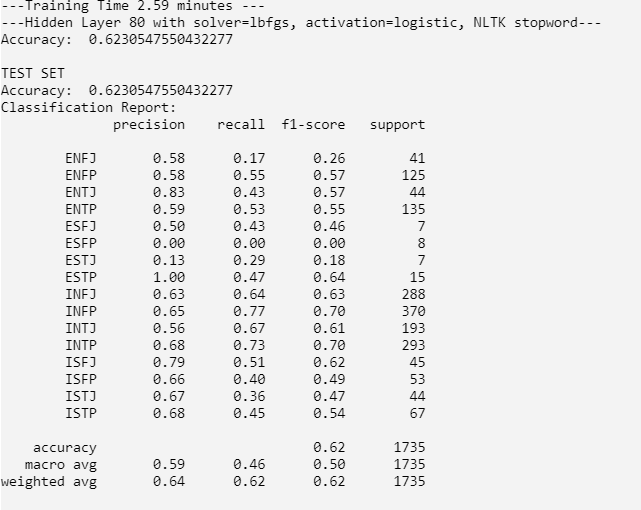 ---Training Time 2.59 minutes ---
---Hidden Layer 80 with solver=lbfgs, activation=logistic, NLTK stopword---
Accuracy:  0.6230547550432277

TEST SET
Accuracy:  0.6230547550432277
Classification Report:
              precision    recall  f1-score   support

        ENFJ       0.58      0.17      0.26        41
        ENFP       0.58      0.55      0.57       125
        ENTJ       0.83      0.43      0.57        44
        ENTP       0.59      0.53      0.55       135
        ESFJ       0.50      0.43      0.46         7
        ESFP       0.00      0.00      0.00         8
        ESTJ       0.13      0.29      0.18         7
        ESTP       1.00      0.47      0.64        15
        INFJ       0.63      0.64      0.63       288
        INFP       0.65      0.77      0.70       370
        INTJ       0.56      0.67      0.61       193
        INTP       0.68      0.73      0.70       293
        ISFJ       0.79      0.51      0.62        45
        ISFP       0.66      0.40      0.49        53
        ISTJ       0.67      0.36      0.47        44
        ISTP       0.68      0.45      0.54        67

    accuracy                           0.62      1735
   macro avg       0.59      0.46      0.50      1735
weighted avg       0.64      0.62      0.62      1735